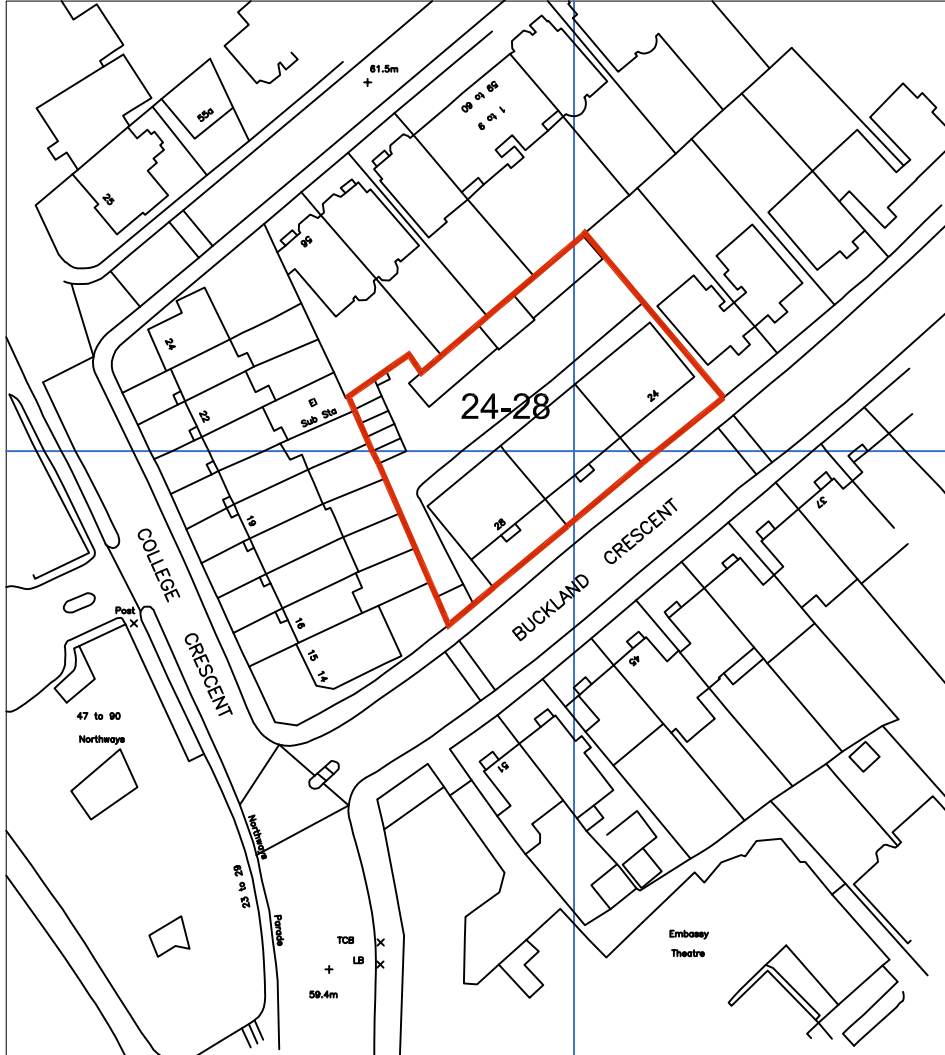 61.5m
55a
59 to 60
1 to 9
25
56
24
22
El
Sub Sta
24-28
24
28
19
37
COLLEGE
CRESCENT
BUCKLAND CRESCENT
Post
16
15
14
45
47 to 90
Northways
51
Northways
Parade
23 to 29
TCB
LB
59.4m
Embassy
Theatre